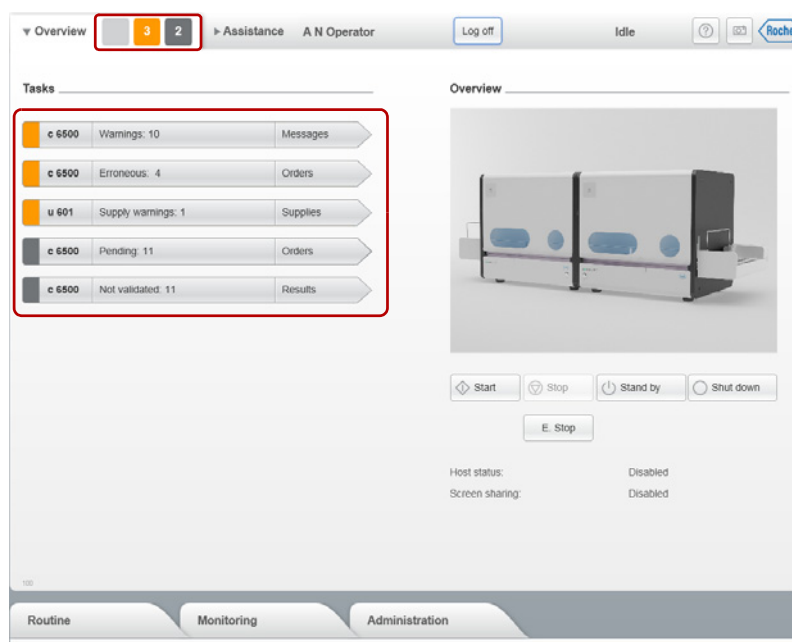 Overview 3 2 Assistance A N Operator Log off Idle Roche
Tasks
Overview
c 6500 Warnings: 10 Messages
c 6500 Erroneous: 4 Orders
u 601 Supply warnings: 1 Supplies
c 6500 Pending: 11 Orders
c 6500 Not validated: 11 Results
Start Stop Stand by Shut down
E. Stop
Host status: Disabled
Screen sharing: Disabled
100
Routine Monitoring Administration